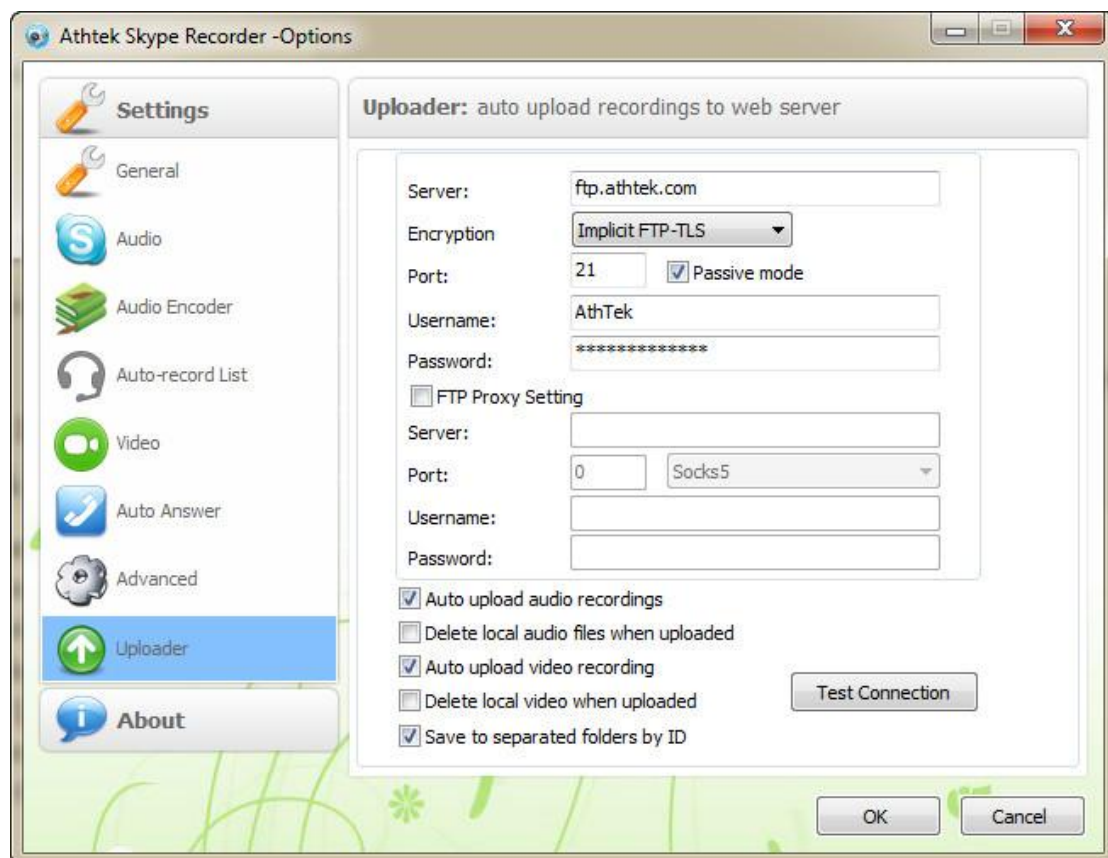 Athtek Skype Recorder -Options
Settings
General
Audio
Audio Encoder
Auto-record List
Video
Auto Answer
Advanced
Uploader
About
Uploader: auto upload recordings to web server
Server: ftp.athtek.com
Encryption Implicit FTP-TLS
Port: 21 Passive mode
Username: AthTek
Password: *************
FTP Proxy Setting
Server:
Port: 0 Socks5
Username:
Password:
Auto upload audio recordings
Delete local audio files when uploaded
Auto upload video recording
Delete local video when uploaded
Test Connection
Save to separated folders by ID
OK Cancel